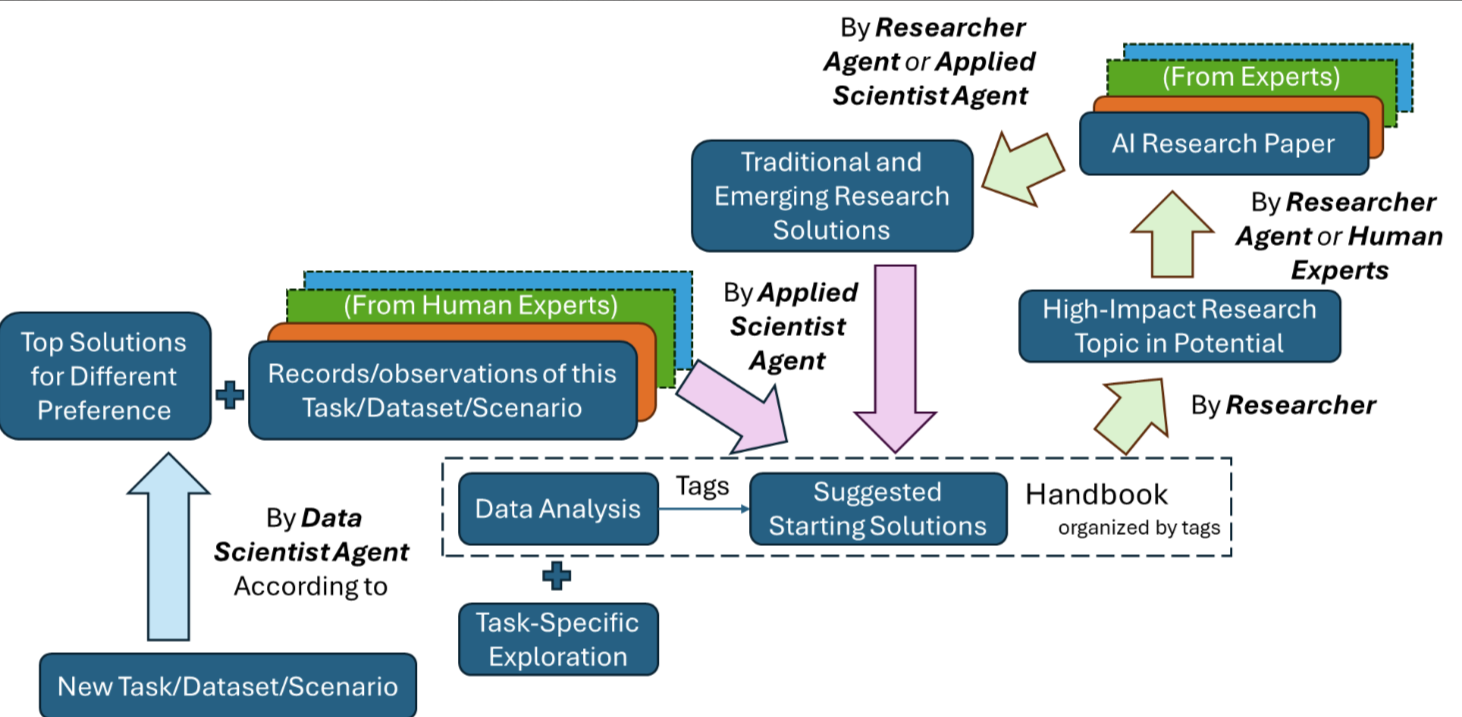 By Researcher
Agent or Applied
Scientist Agent
(From Experts)
AI Research Paper
Traditional and
Emerging Research
Solutions
By Researcher
Agent or Human
Experts
High-Impact Research
Topic in Potential
By Researcher
(From Human Experts)
Records/observations of this
Task/Dataset/Scenario
Top Solutions
for Different
Preference
By Applied
Scientist
Agent
Data Analysis
Tags
Suggested
Starting Solutions
Handbook
organized by tags
By Data
Scientist Agent
According to
Task-Specific
Exploration
New Task/Dataset/Scenario